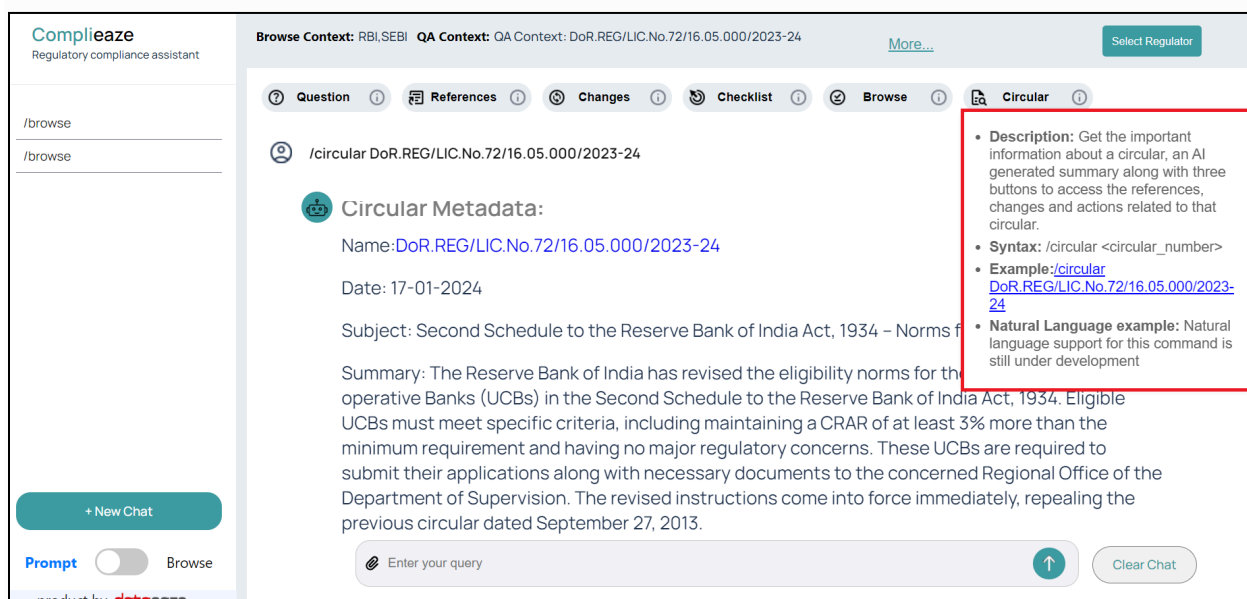 Complieaze
Regulatory compliance assistant
/browse
/browse
+ New Chat
Prompt
Browse
product by dataeaze
Browse Context: RBI,SEBI QA Context: QA Context: DoR.REG/LIC.No.72/16.05.000/2023-24
More...
Select Regulator
Question
References
Changes
Checklist
Browse
Circular
/circular DoR.REG/LIC.No.72/16.05.000/2023-24
Circular Metadata:
Name:DoR.REG/LIC.No.72/16.05.000/2023-24
Date: 17-01-2024
Subject: Second Schedule to the Reserve Bank of India Act, 1934 – Norms f
Summary: The Reserve Bank of India has revised the eligibility norms for the
operative Banks (UCBs) in the Second Schedule to the Reserve Bank of India Act, 1934. Eligible
UCBs must meet specific criteria, including maintaining a CRAR of at least 3% more than the
minimum requirement and having no major regulatory concerns. These UCBs are required to
submit their applications along with necessary documents to the concerned Regional Office of the
Department of Supervision. The revised instructions come into force immediately, repealing the
previous circular dated September 27, 2013.
• Description: Get the important
information about a circular, an AI
generated summary along with three
buttons to access the references,
changes and actions related to that
circular.
• Syntax: /circular <circular_number>
• Example:/circular
DoR.REG/LIC.No.72/16.05.000/2023-
24
• Natural Language example: Natural
language support for this command is
still under development
Enter your query
Clear Chat